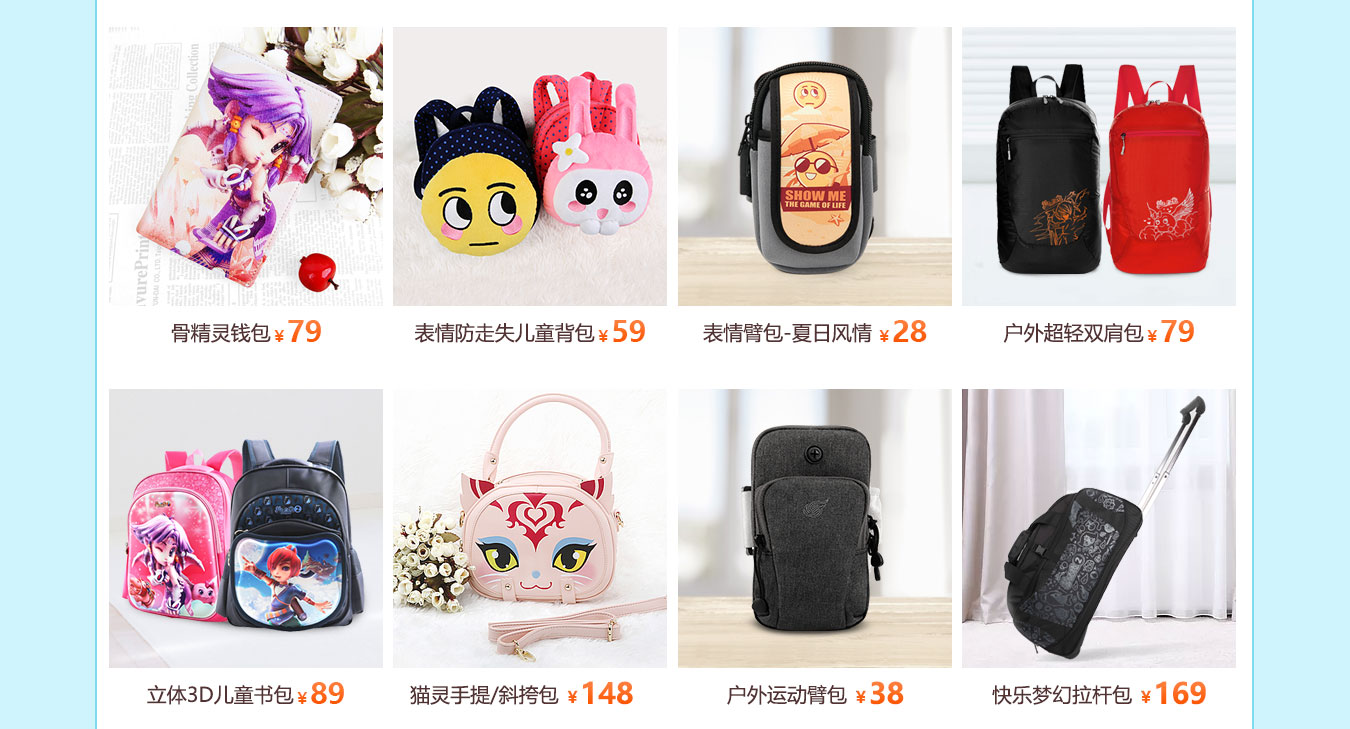 SHOW ME
THE GAME OF LIFE
骨精灵钱包 ¥79
表情防走失儿童背包 ¥59
表情臂包-夏日风情 ¥28
户外超轻双肩包 ¥79
立体3D儿童书包 ¥89
猫灵手提/斜挎包 ¥148
户外运动臂包 ¥38
快乐梦幻拉杆包 ¥169